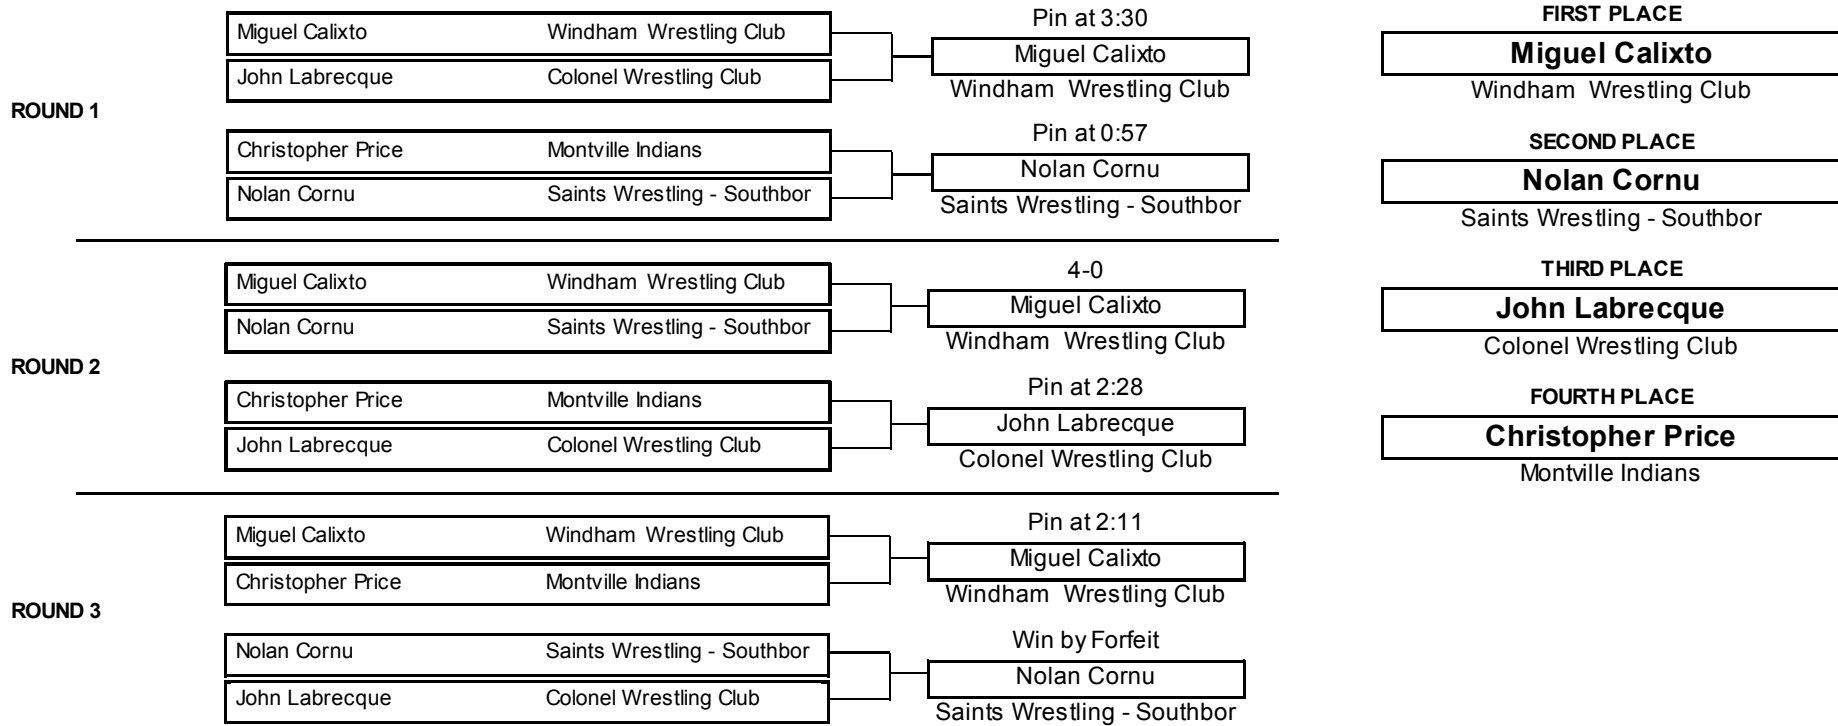 Pin at 3:30
FIRST PLACE
Miguel Calixto Windham Wrestling Club
Miguel Calixto
Miguel Calixto
John Labrecque Colonel Wrestling Club
Windham Wrestling Club
Windham Wrestling Club
ROUND 1
Pin at 0:57
SECOND PLACE
Christopher Price Montville Indians
Nolan Cornu
Nolan Cornu
Nolan Cornu Saints Wrestling - Southbor
Saints Wrestling - Southbor
Saints Wrestling - Southbor
4-0
THIRD PLACE
Miguel Calixto Windham Wrestling Club
Miguel Calixto
John Labrecque
Nolan Cornu Saints Wrestling - Southbor
Windham Wrestling Club
Colonel Wrestling Club
ROUND 2
Pin at 2:28
FOURTH PLACE
Christopher Price Montville Indians
John Labrecque
Christopher Price
John Labrecque Colonel Wrestling Club
Colonel Wrestling Club
Montville Indians
Pin at 2:11
Miguel Calixto Windham Wrestling Club
Miguel Calixto
Christopher Price Montville Indians
Windham Wrestling Club
ROUND 3
Win by Forfeit
Nolan Cornu Saints Wrestling - Southbor
Nolan Cornu
John Labrecque Colonel Wrestling Club
Saints Wrestling - Southbor